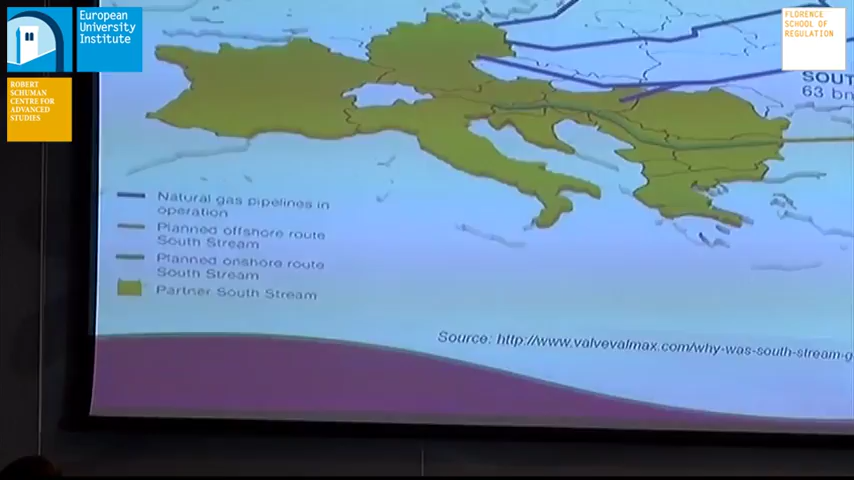 European
University
Institute
ROBERT
SCHUMAN
CENTRE FOR
ADVANCED
STUDIES
FLORENCE
SCHOOL OF
REGULATION
SOUT
63 bn
Natural gas pipelines in
operation
Planned offshore route
South Stream
Planned onshore route
South Stream
Partner South Stream
Source: http://www.valvevalmax.com/why-was-south-stream-g